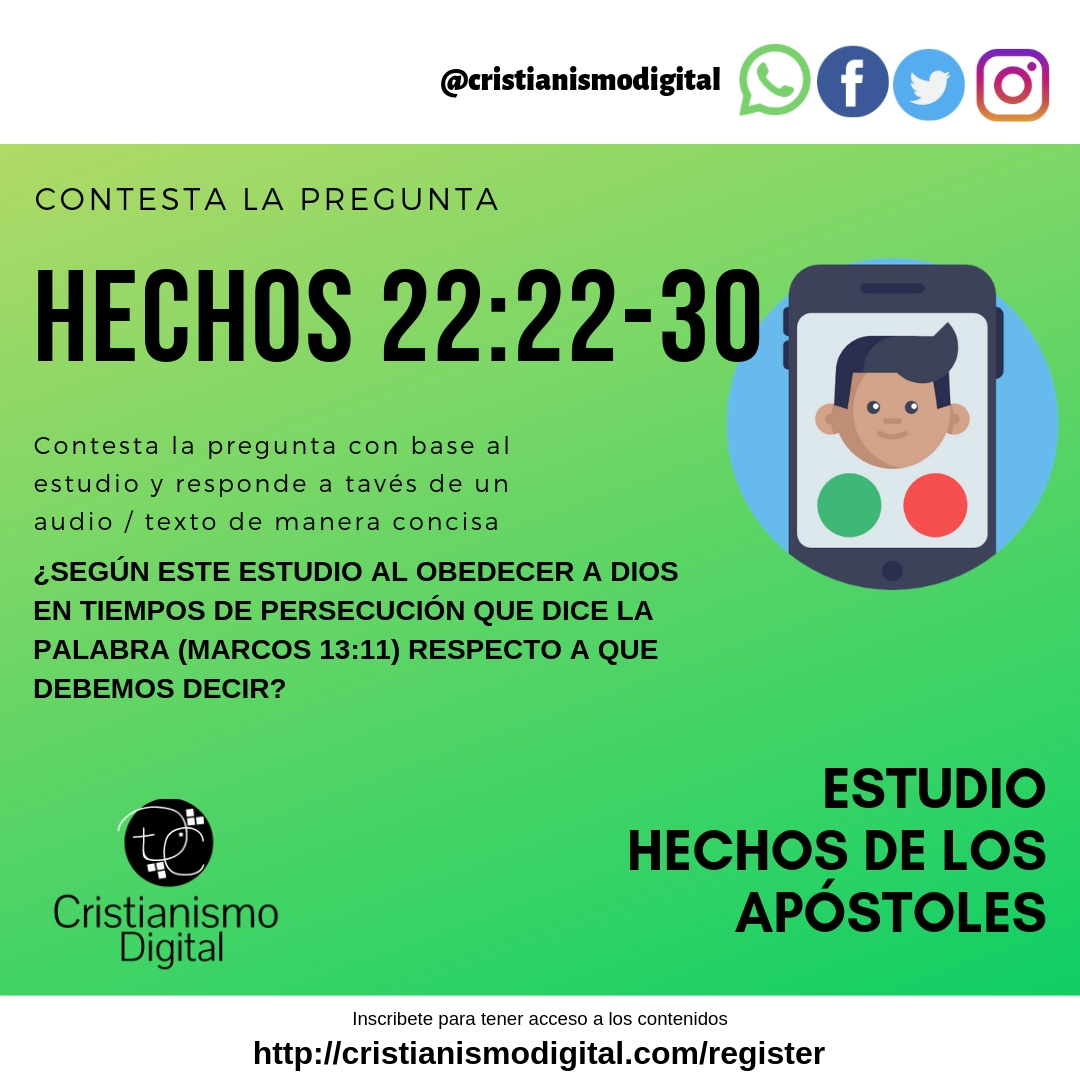 @cristianismodigital
CONTESTA LA PREGUNTA
HECHOS 22:22-30
Contesta la pregunta con base al
estudio y responde a tavés de un
audio / texto de manera concisa
¿SEGÚN ESTE ESTUDIO AL OBEDECER A DIOS
EN TIEMPOS DE PERSECUCIÓN QUE DICE LA
PALABRA (MARCOS 13:11) RESPECTO A QUE
DEBEMOS DECIR?
ESTUDIO
HECHOS DE LOS
APÓSTOLES
Cristianismo
Digital
Inscribete para tener acceso a los contenidos
http://cristianismodigital.com/register